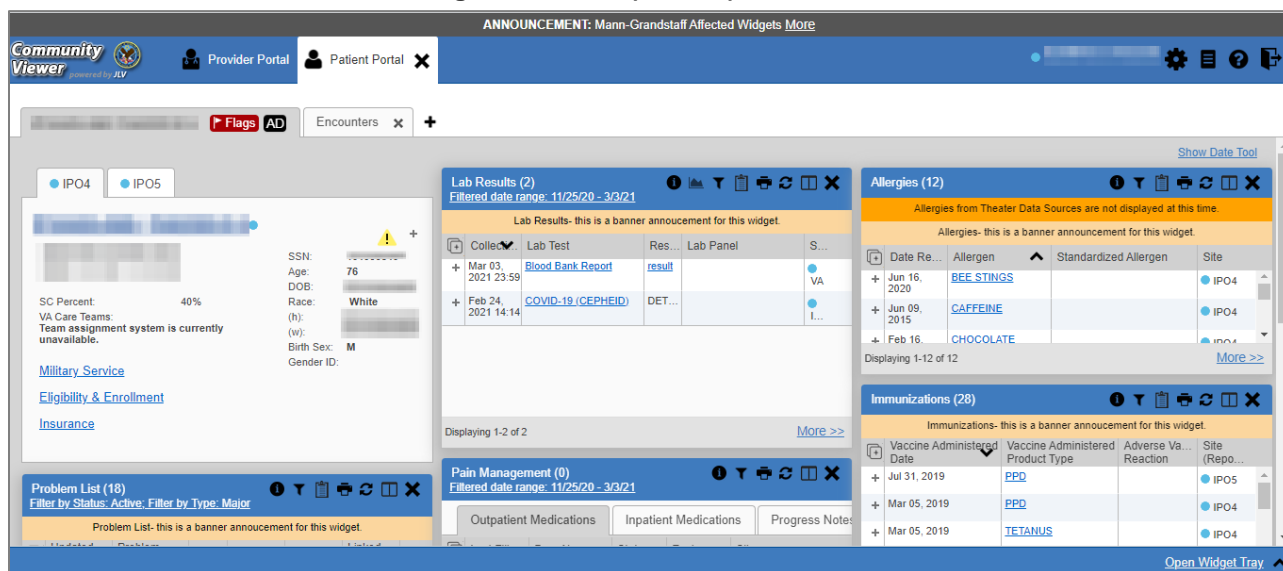 ANNOUNCEMENT: Mann-Grandstaff Affected Widgets More
Community
Viewer powered by JLV
Provider Portal
Patient Portal
Flags AD
Encounters
Show Date Tool
IPO4
IPO5
SSN:
Age: 76
DOB:
SC Percent: 40%
Race: White
VA Care Teams:
(h):
Team assignment system is currently
unavailable.
(w):
Birth Sex: M
Gender ID:
Military Service
Eligibility & Enrollment
Insurance
Problem List (18)
Filter by Status: Active; Filter by Type: Major
Problem List- this is a banner annoucement for this widget.
Updated Problem Linked
Lab Results (2)
Filtered date range: 11/25/20 - 3/3/21
Lab Results- this is a banner annoucement for this widget.
Lab Test Res... Lab Panel S...
Mar 03, Blood Bank Report result
2021 23:59 VA
Feb 24, COVID-19 (CEPHEID) DET...
2021 14:14 I...
Displaying 1-2 of 2 More >>
Pain Management (0)
Filtered date range: 11/25/20 - 3/3/21
Outpatient Medications Inpatient Medications Progress Notes
Allergies (12)
Allergies from Theater Data Sources are not displayed at this time.
Allergies- this is a banner annoucement for this widget.
Date Re... Allergen Standardized Allergen Site
Jun 16, BEE STINGS IPO4
2020
Jun 09, CAFFEINE IPO4
2015
Feb 16, CHOCOLATE IPO4
Displaying 1-12 of 12 More >>
Immunizations (28)
Immunizations- this is a banner annoucement for this widget.
Vaccine Administered Vaccine Administered Adverse Va... Site
Date Product Type Reaction (Repo...
Jul 31, 2019 PPD IPO5
Mar 05, 2019 PPD IPO4
Mar 05, 2019 TETANUS IPO4
Open Widget Tray